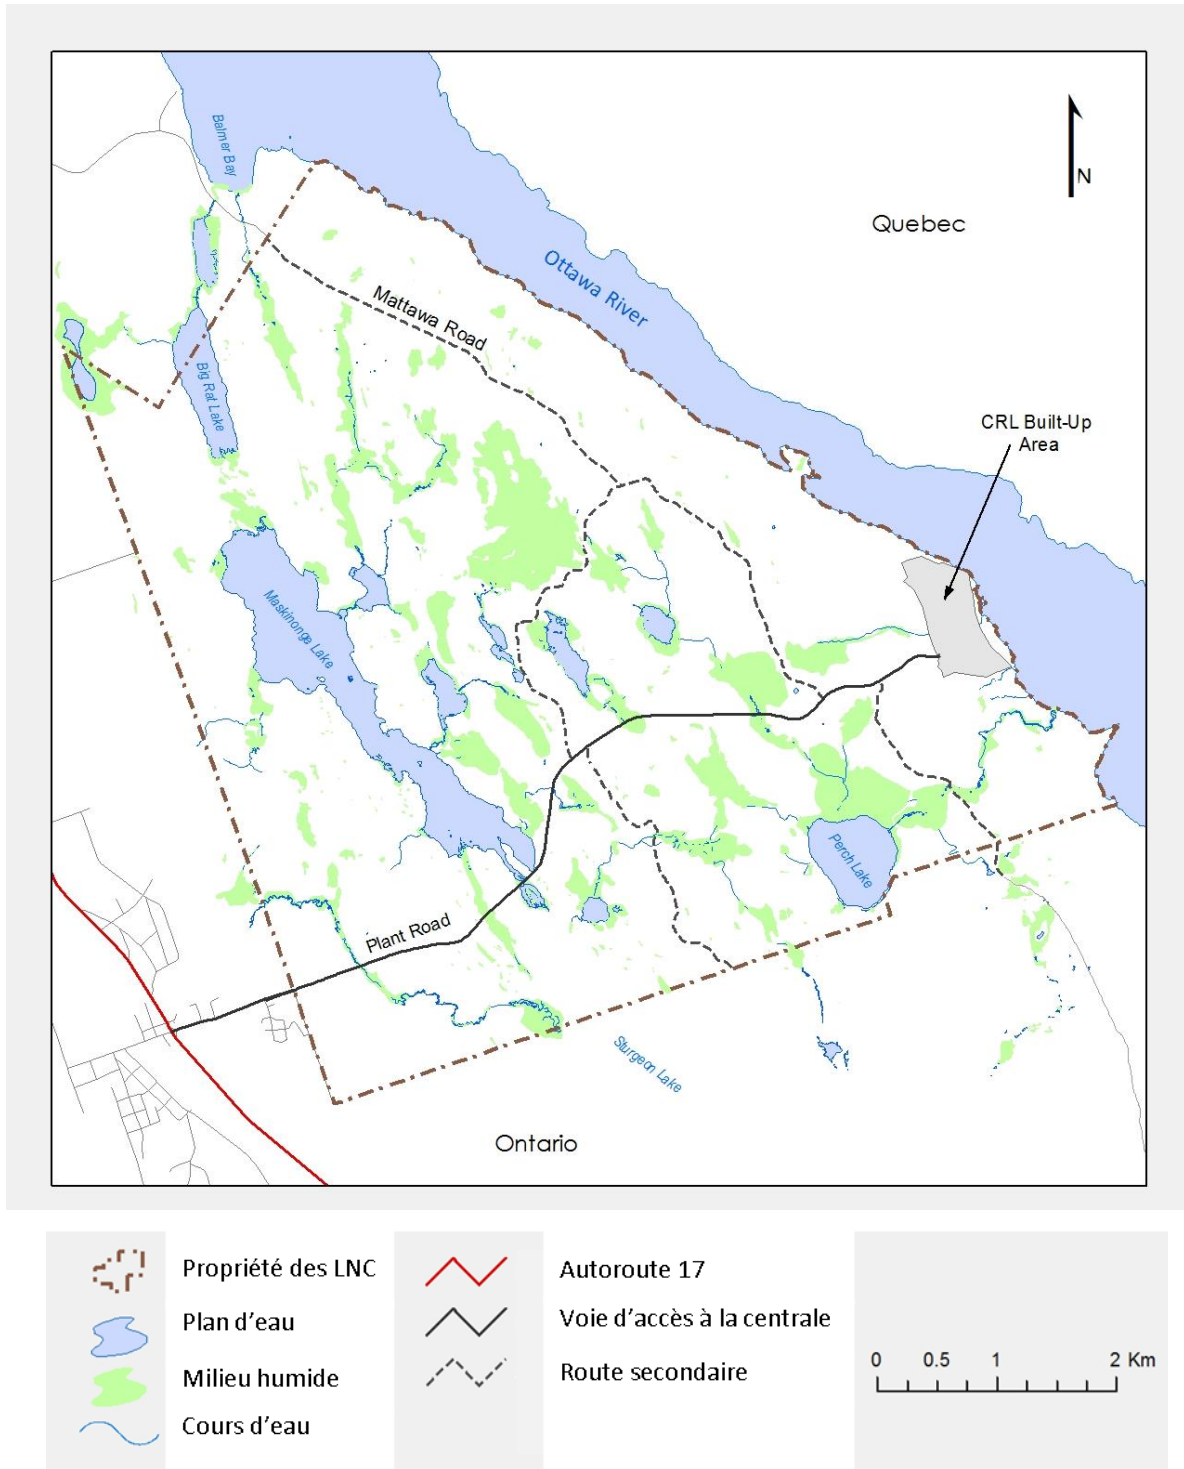 Balmer Bay
N
Quebec
Ottawa River
Mattawa Road
Big Rat Lake
CRL Built-Up
Area
Maskinonge Lake
Perch Lake
Plant Road
Sturgeon Lake
Ontario
Propriété des LNC
Plan d'eau
Milieu humide
Cours d'eau
Autoroute 17
Voie d'accès à la centrale
Route secondaire
0 0.5 1 2 Km